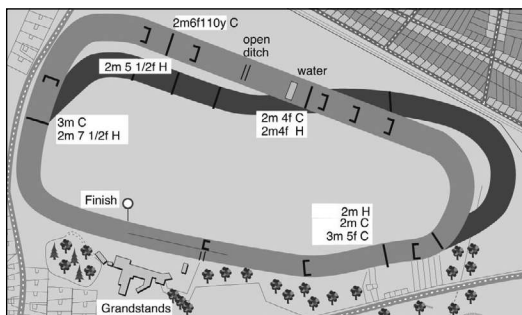 2m6f110y C
open
ditch
2m 5 1/2f H
water
2m 4f C
2m4f H
3m C
2m 7 1/2f H
Finish
2m H
2m C
3m 5f C
Grandstands